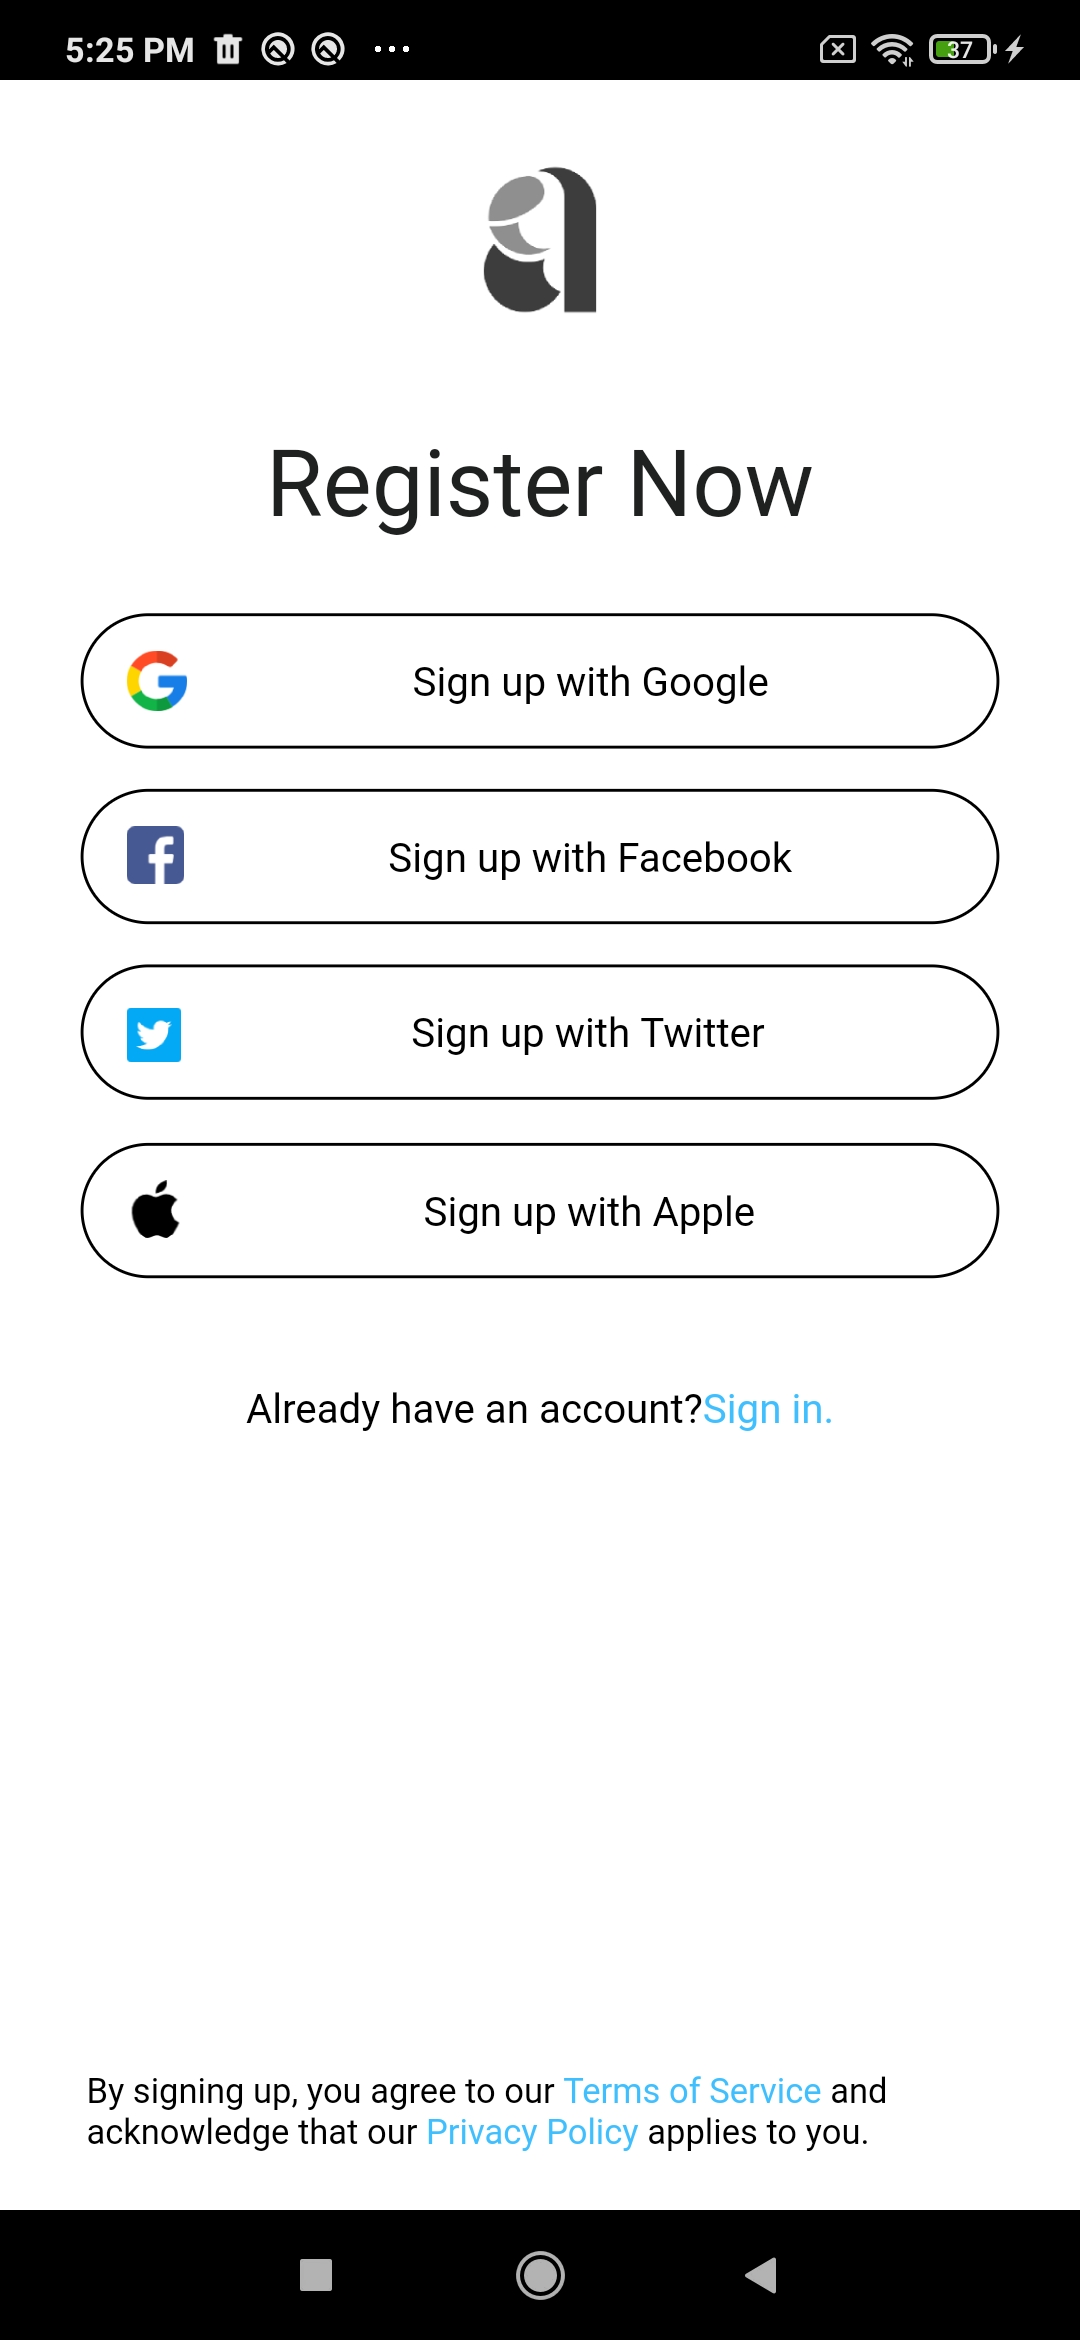 5:25 PM
37
Register Now
Sign up with Google
Sign up with Facebook
Sign up with Twitter
Sign up with Apple
Already have an account?Sign in.
By signing up, you agree to our Terms of Service and
acknowledge that our Privacy Policy applies to you.